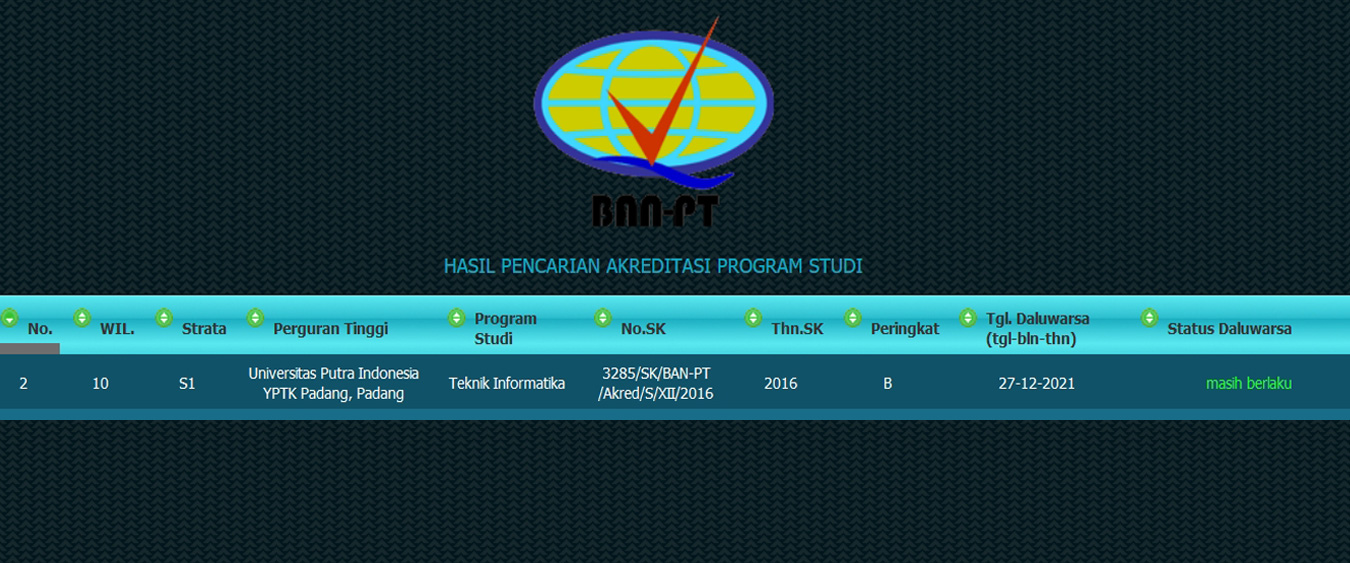 BAN-PT
HASIL PENCARIAN AKREDITASI PROGRAM STUDI
No. WIL. Strata Perguran Tinggi Program Studi No.SK Thn.SK Peringkat Tgl. Daluwarsa (tgl-bln-thn) Status Daluwarsa
2 10 S1 Universitas Putra Indonesia YPTK Padang, Padang Teknik Informatika 3285/SK/BAN-PT /Akred/S/XII/2016 2016 B 27-12-2021 masih berlaku